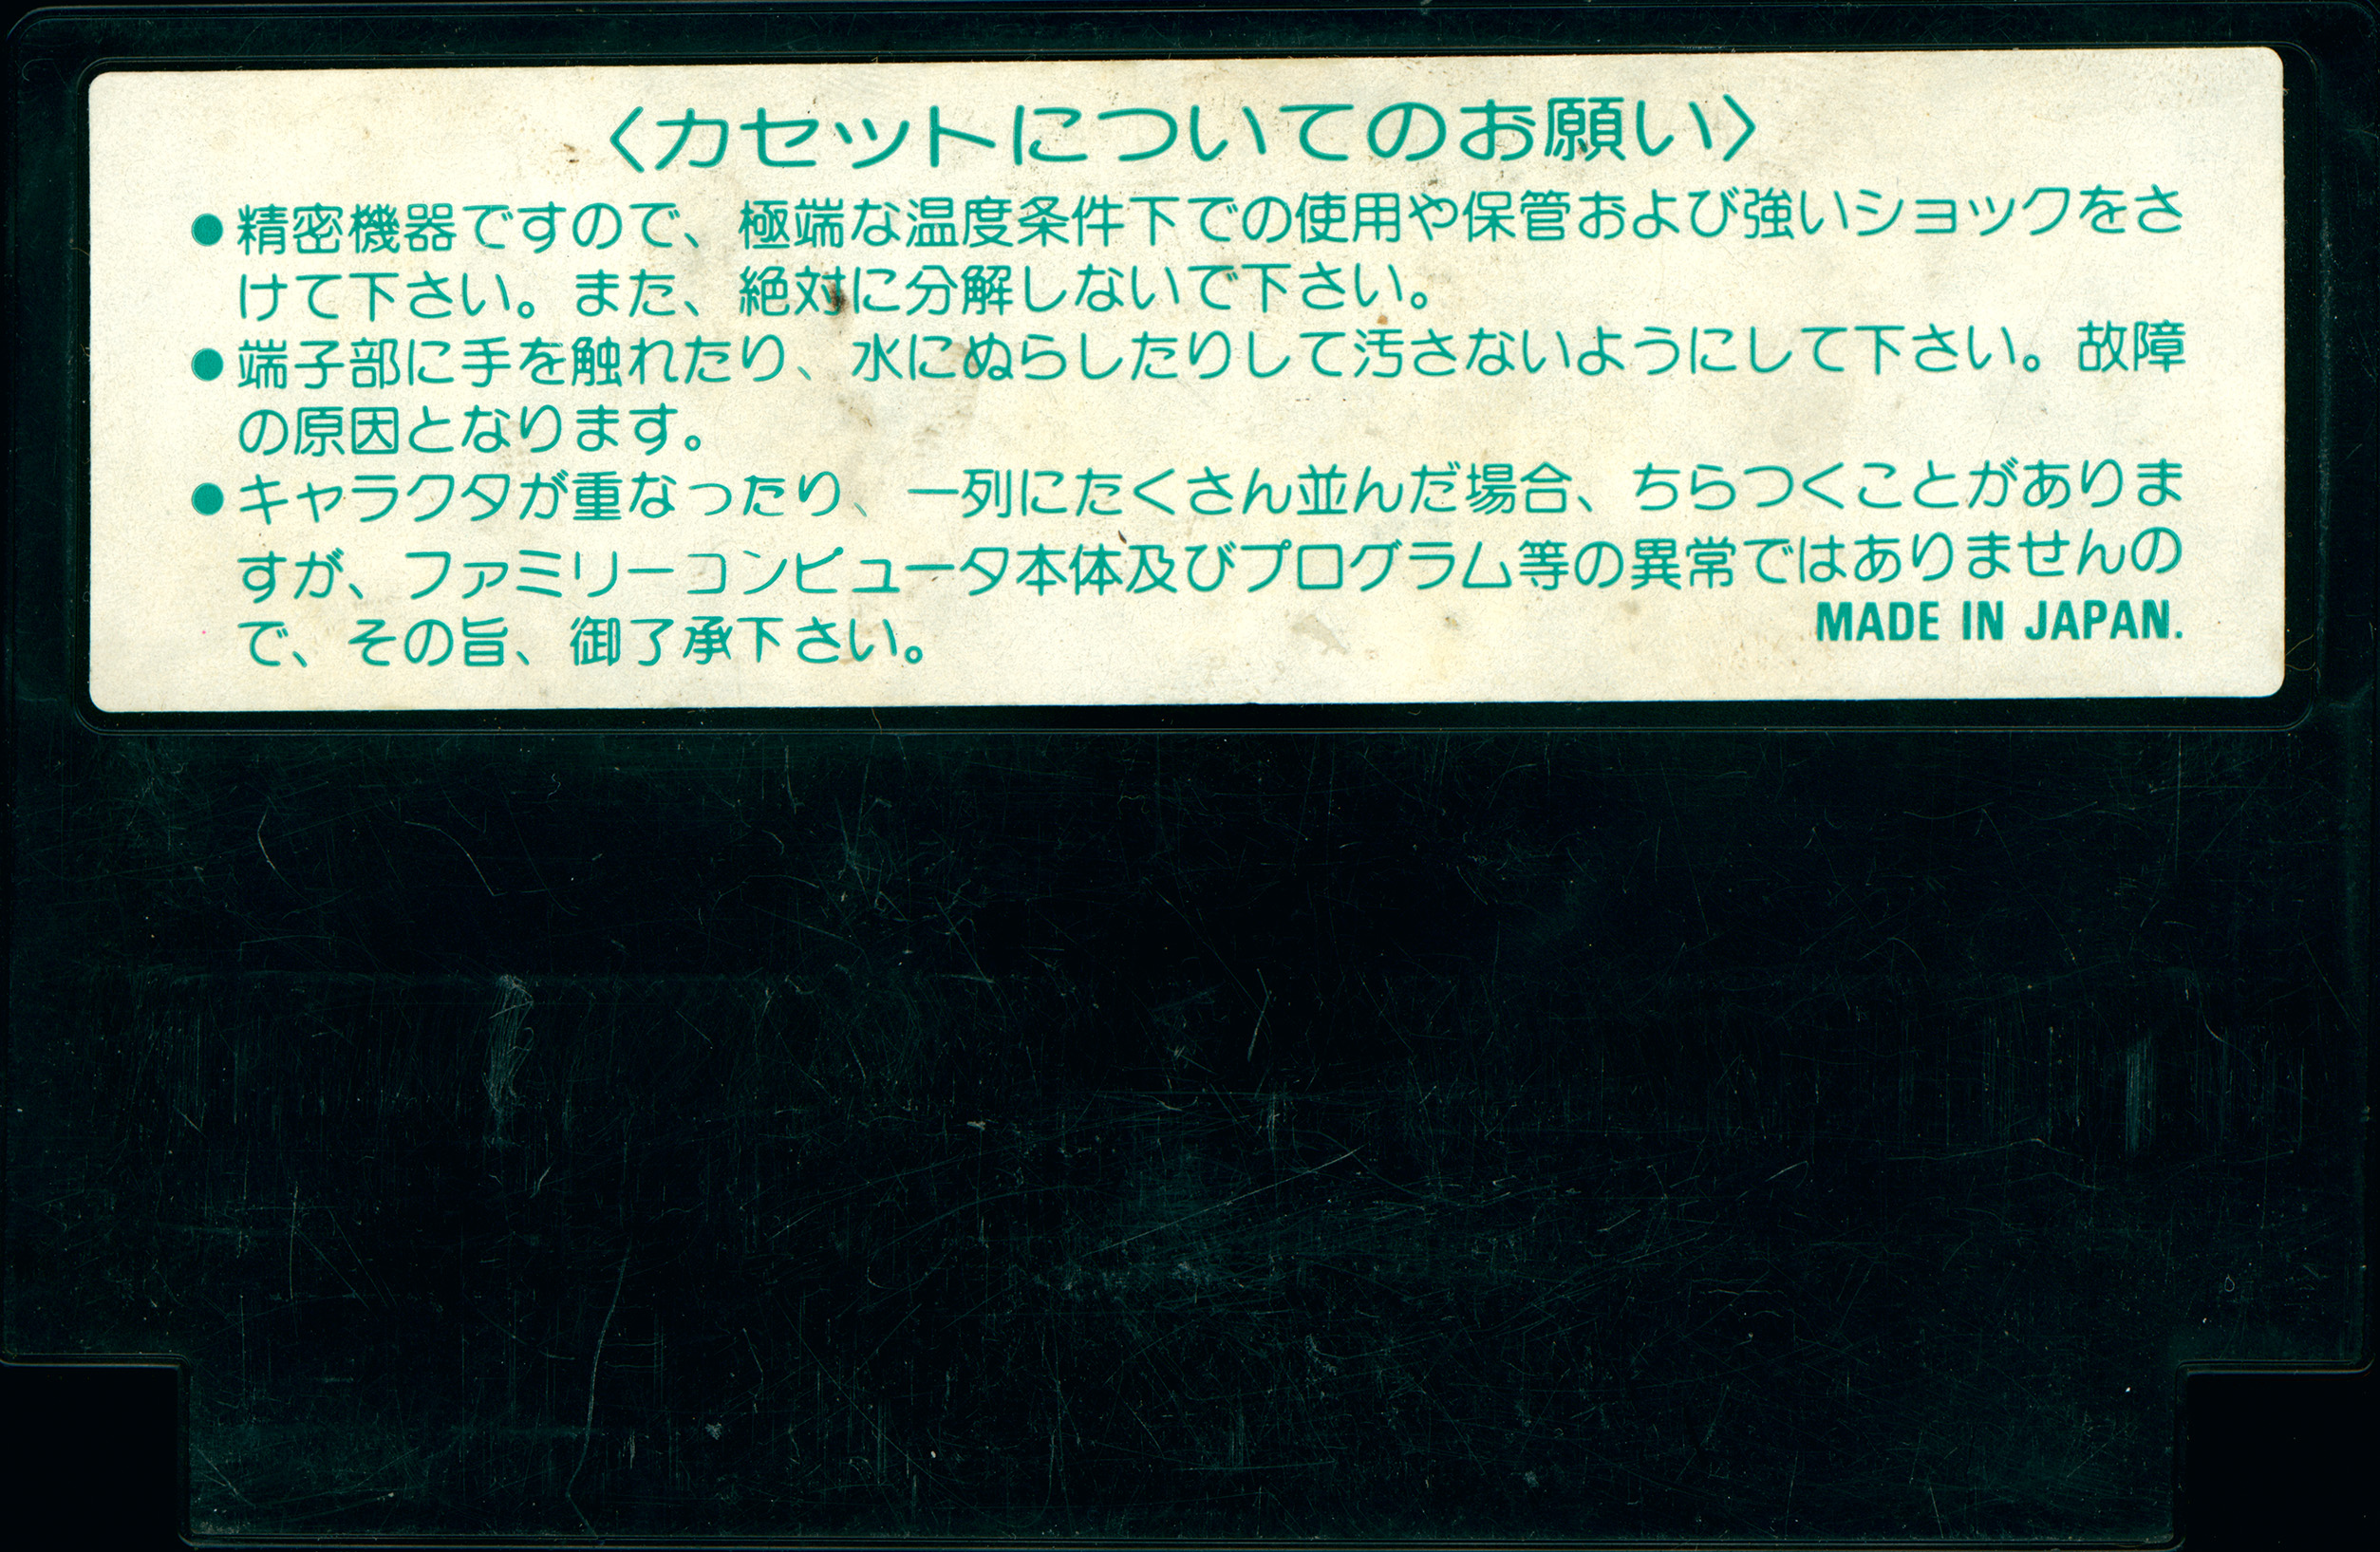 〈カセットについてのお願い〉
●精密機器ですので、極端な温度条件下での使用や保管および強いショックをさ
けて下さい。また、絶対に分解しないで下さい。
●端子部に手を触れたり、水にぬらしたりして汚さないようにして下さい。故障
の原因となります。
●キャラクタが重なったり、一列にたくさん並んだ場合、ちらつくことがありま
すが、ファミリーコンピュータ本体及びプログラム等の異常ではありませんの
で、その旨、御了承下さい。
MADE IN JAPAN.